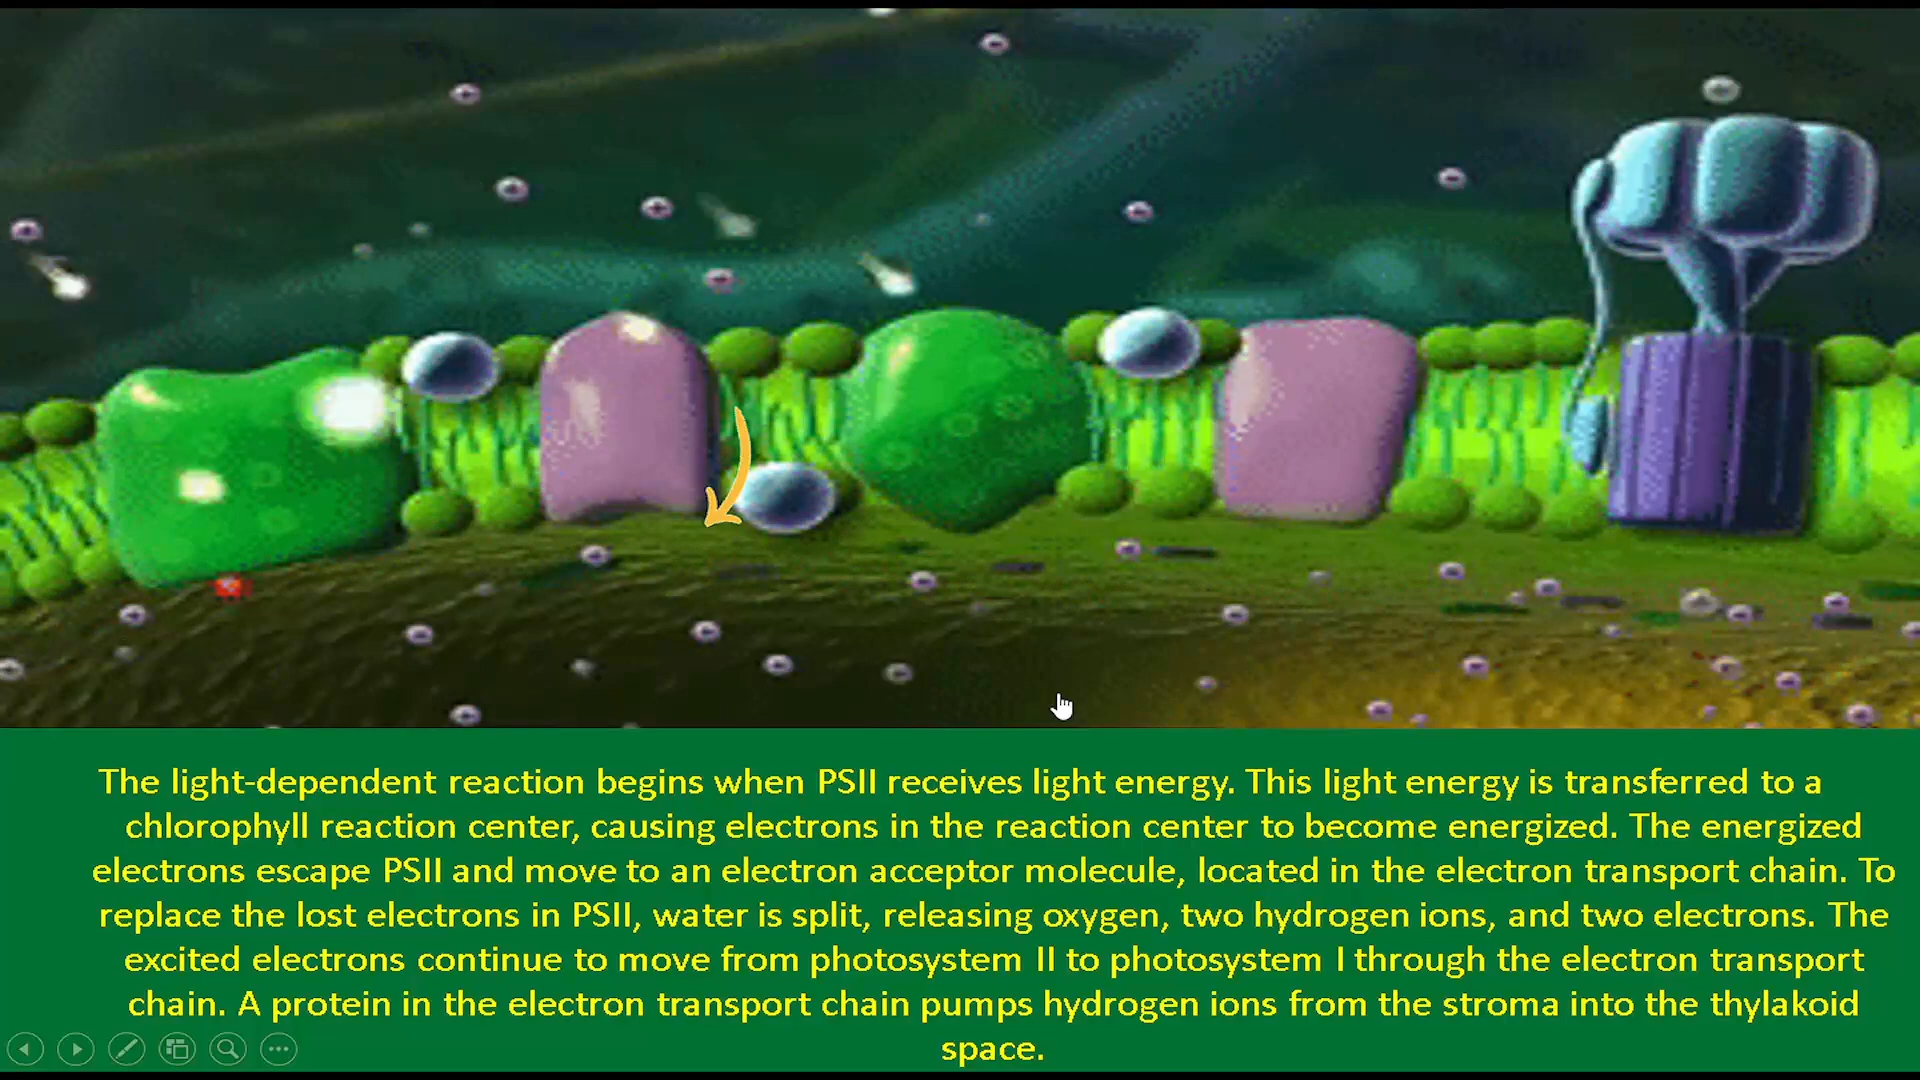 The light-dependent reaction begins when PSII receives light energy. This light energy is transferred to a
chlorophyll reaction center, causing electrons in the reaction center to become energized. The energized
electrons escape PSII and move to an electron acceptor molecule, located in the electron transport chain. To
replace the lost electrons in PSII, water is split, releasing oxygen, two hydrogen ions, and two electrons. The
excited electrons continue to move from photosystem II to photosystem I through the electron transport
chain. A protein in the electron transport chain pumps hydrogen ions from the stroma into the thylakoid
space.